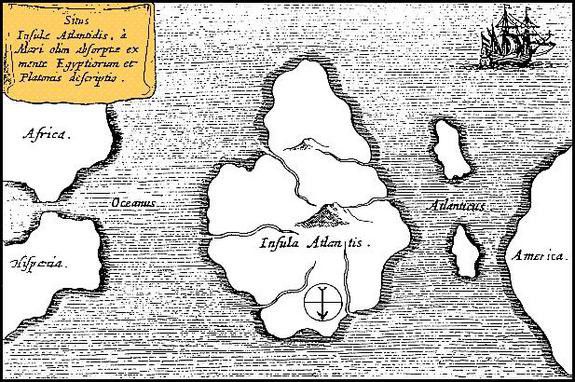 Situs
Insulæ Atlantidis, à
Mari olim absorptæ ex
mente Egyptiorum et
Platonis descriptio.
Africa.
Oceanus
Atlanticus
Insula Atlantis.
Hispania.
America.